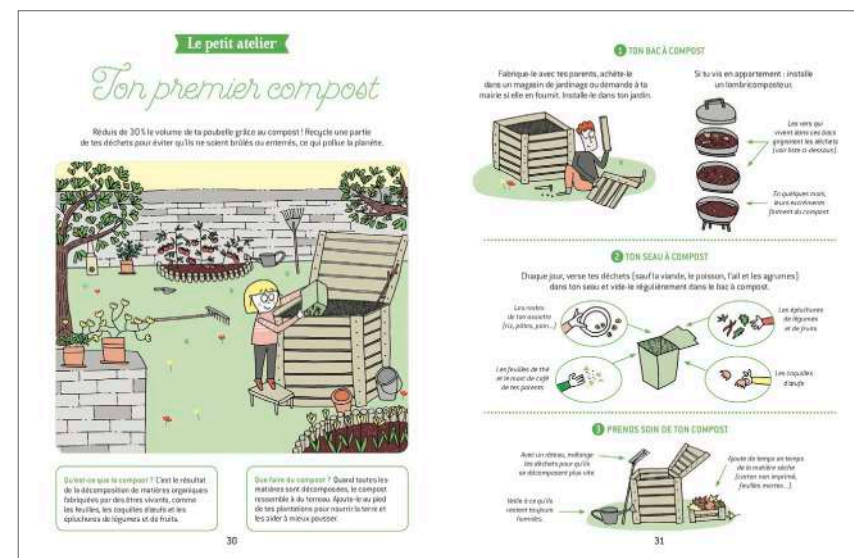 Le petit atelier
Ton premier compost
Réduis de 30 % le volume de ta poubelle grâce au compost ! Recycle une partie
de tes déchets pour éviter qu'ils ne soient brûlés ou enterrés, ce qui pollue la planète.
Qu'est-ce que le compost ? C'est le résultat
de la décomposition de matières organiques
fabriquées par des êtres vivants, comme
les feuilles, les coquilles d'œufs et les
épluchures de légumes et de fruits.
Que faire du compost ? Quand toutes les
matières sont décomposées, le compost
ressemble à du terreau. Ajoute-le au pied
de tes plantations pour nourrir la terre et
les aider à mieux pousser.
30
1 TON BAC À COMPOST
Fabrique-le avec tes parents, achète-le
dans un magasin de jardinage ou demande à ta
mairie si elle en fournit. Installe-le dans ton jardin.
Si tu vis en appartement : installe
un lombricomposteur.
Les vers qui
vivent dans ces bacs
grignotent les déchets
(voir liste ci-dessous).
En quelques mois,
leurs excréments
forment du compost.
2 TON SEAU À COMPOST
Chaque jour, verse tes déchets (sauf la viande, le poisson, l'ail et les agrumes)
dans ton seau et vide-le régulièrement dans le bac à compost.
Les restes
de ton assiette
(riz, pâtes, pain...)
Les épluchures
de légumes
et de fruits
Les feuilles de thé
et le marc de café
de tes parents
Les coquilles
d'œufs
3 PRENDS SOIN DE TON COMPOST
Avec un râteau, mélange
tes déchets pour qu'ils
se décomposent plus vite.
Ajoute de temps en temps
de la matière sèche
(carton non imprimé,
feuilles mortes...).
Veille à ce qu'ils
restent toujours
humides.
31